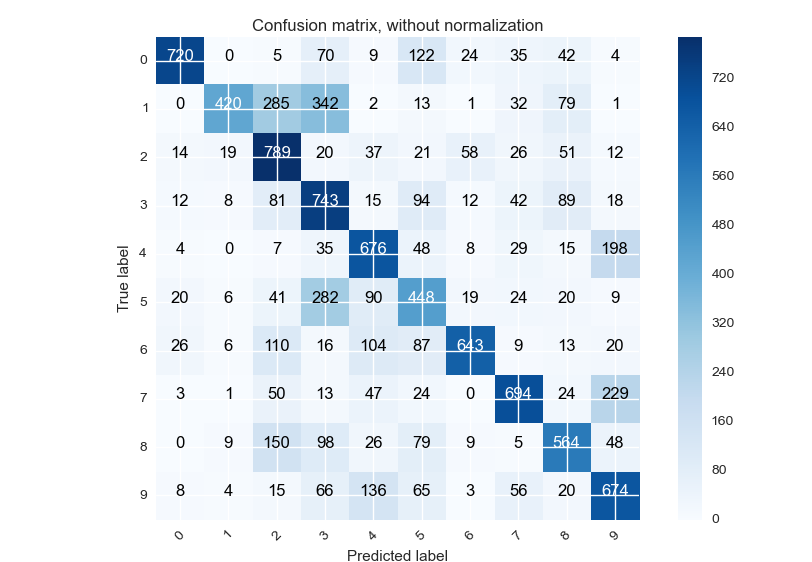 Confusion matrix, without normalization
0 720 0 5 70 9 122 24 35 42 4
1 0 420 285 342 2 13 1 32 79 1
2 14 19 789 20 37 21 58 26 51 12
3 12 8 81 743 15 94 12 42 89 18
4 4 0 7 35 676 48 8 29 15 198
5 20 6 41 282 90 448 19 24 20 9
6 26 6 110 16 104 87 643 9 13 20
7 3 1 50 13 47 24 0 694 24 229
8 0 9 150 98 26 79 9 5 564 48
9 8 4 15 66 136 65 3 56 20 674
0 1 2 3 4 5 6 7 8 9
True label
Predicted label
720
640
560
480
400
320
240
160
80
0